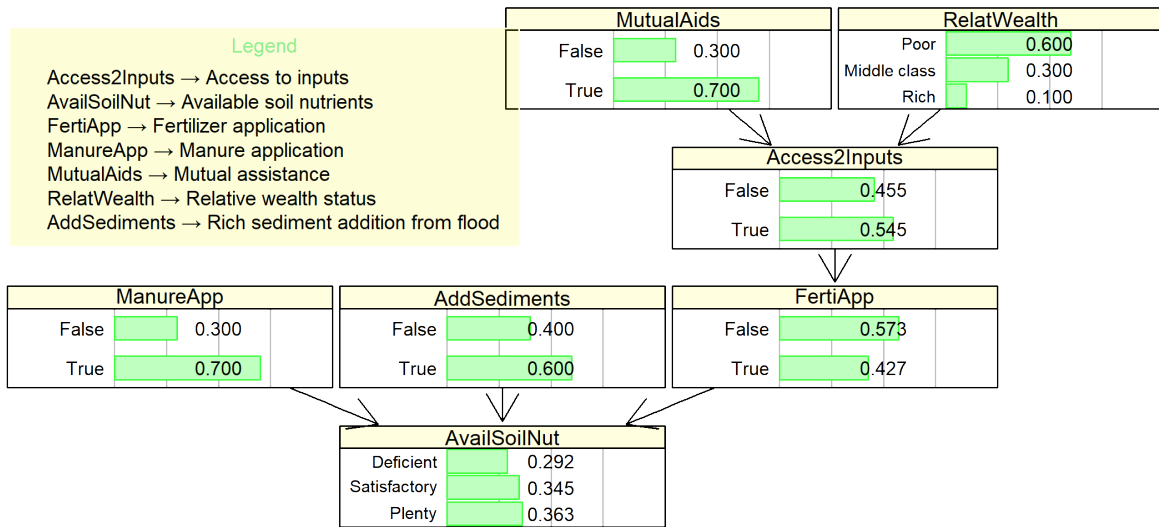 Legend
Access2Inputs → Access to inputs
AvailSoilNut → Available soil nutrients
FertiApp → Fertilizer application
ManureApp → Manure application
MutualAids → Mutual assistance
RelatWealth → Relative wealth status
AddSediments → Rich sediment addition from flood
MutualAids
False 0.300
True 0.700
RelatWealth
Poor 0.600
Middle class 0.300
Rich 0.100
Access2Inputs
False 0.455
True 0.545
ManureApp
False 0.300
True 0.700
AddSediments
False 0.400
True 0.600
FertiApp
False 0.573
True 0.427
AvailSoilNut
Deficient 0.292
Satisfactory 0.345
Plenty 0.363